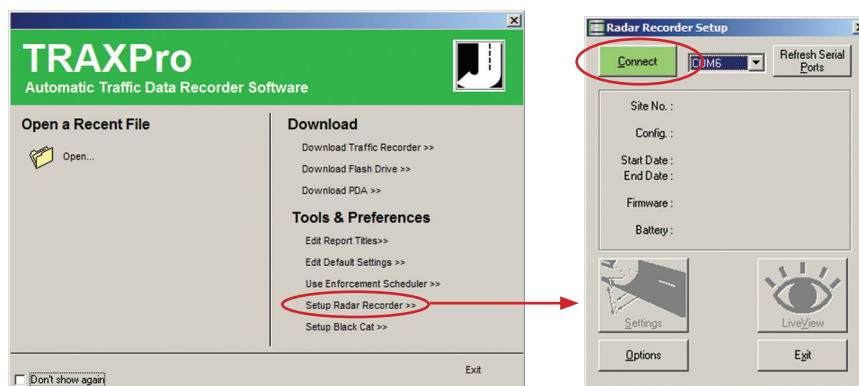 TRAXPro
Automatic Traffic Data Recorder Software
Open a Recent File
Open...
Download
Download Traffic Recorder >>
Download Flash Drive >>
Download PDA >>
Tools & Preferences
Edit Report Titles>>
Edit Default Settings >>
Use Enforcement Scheduler >>
Setup Radar Recorder >>
Setup Black Cat >>
Don't show again
Exit
Radar Recorder Setup
Connect
COM6
Refresh Serial
Ports
Site No. :
Config. :
Start Date :
End Date :
Firmware :
Battery :
Settings
LiveView
Options
Exit